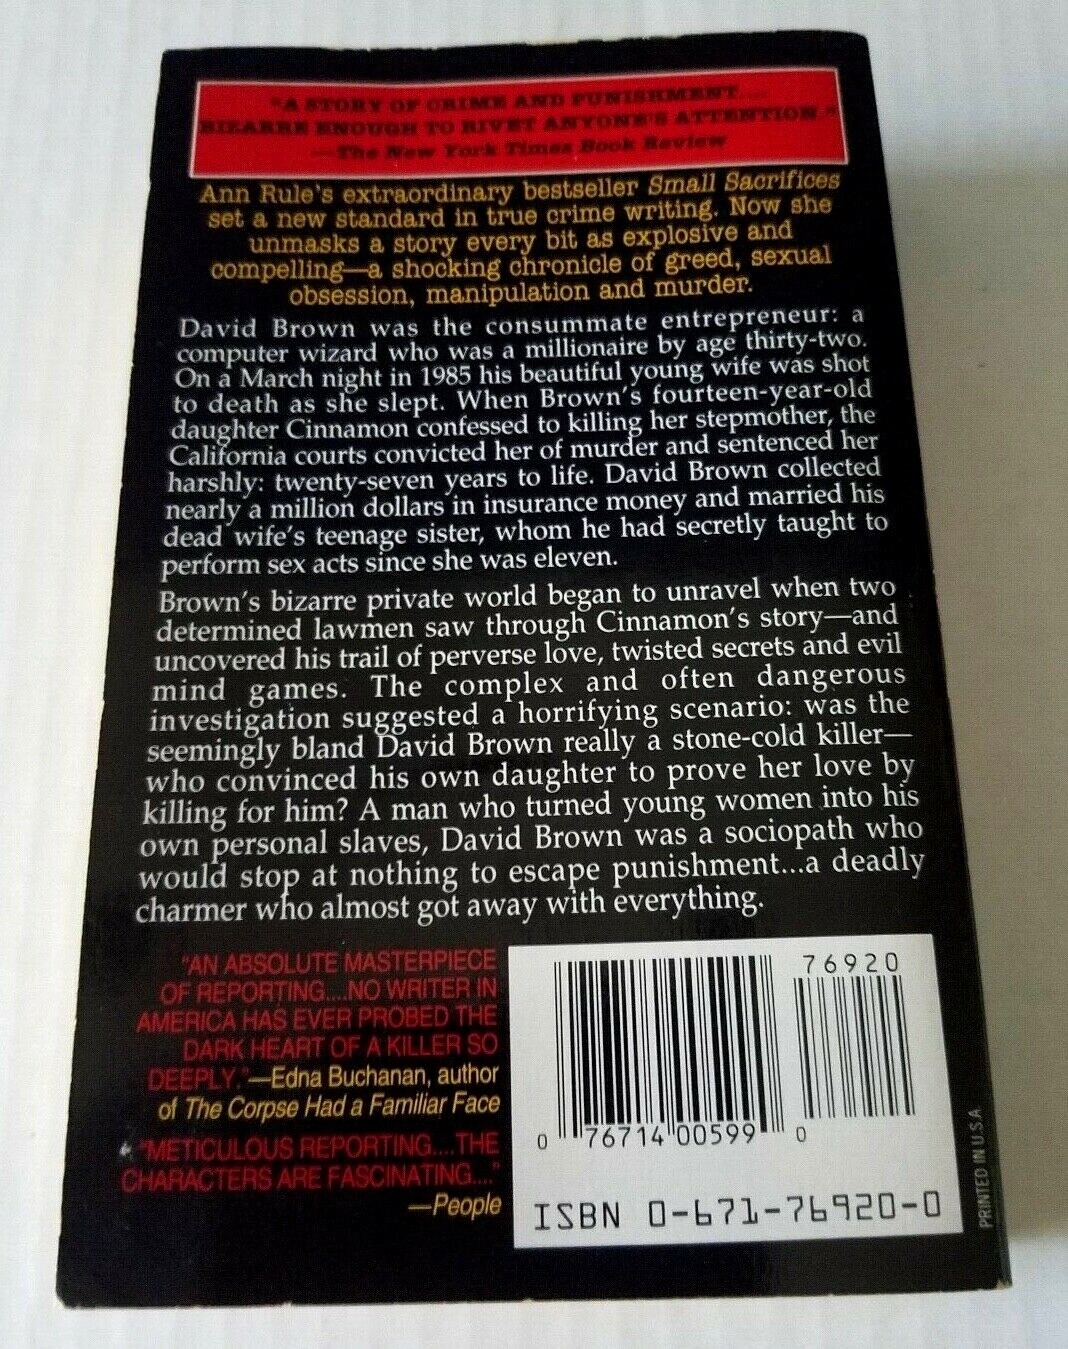 "A STORY OF CRIME AND PUNISHMENT...
BIZARRE ENOUGH TO RIVET ANYONE'S ATTENTION."
—The New York Times Book Review
Ann Rule's extraordinary bestseller Small Sacrifices
set a new standard in true crime writing. Now she
unmasks a story every bit as explosive and
compelling—a shocking chronicle of greed, sexual
obsession, manipulation and murder.
David Brown was the consummate entrepreneur: a
computer wizard who was a millionaire by age thirty-two.
On a March night in 1985 his beautiful young wife was shot
to death as she slept. When Brown's fourteen-year-old
daughter Cinnamon confessed to killing her stepmother, the
California courts convicted her of murder and sentenced her
harshly: twenty-seven years to life. David Brown collected
nearly a million dollars in insurance money and married his
dead wife's teenage sister, whom he had secretly taught to
perform sex acts since she was eleven.
Brown's bizarre private world began to unravel when two
determined lawmen saw through Cinnamon's story—and
uncovered his trail of perverse love, twisted secrets and evil
mind games. The complex and often dangerous
investigation suggested a horrifying scenario: was the
seemingly bland David Brown really a stone-cold killer—
who convinced his own daughter to prove her love by
killing for him? A man who turned young women into his
own personal slaves, David Brown was a sociopath who
would stop at nothing to escape punishment...a deadly
charmer who almost got away with everything.
"AN ABSOLUTE MASTERPIECE
OF REPORTING....NO WRITER IN
AMERICA HAS EVER PROBED THE
DARK HEART OF A KILLER SO
DEEPLY."—Edna Buchanan, author
of The Corpse Had a Familiar Face
"METICULOUS REPORTING....THE
CHARACTERS ARE FASCINATING...."
—People
76920
0 76714 00599 0
ISBN 0-671-76920-0
PRINTED IN U.S.A